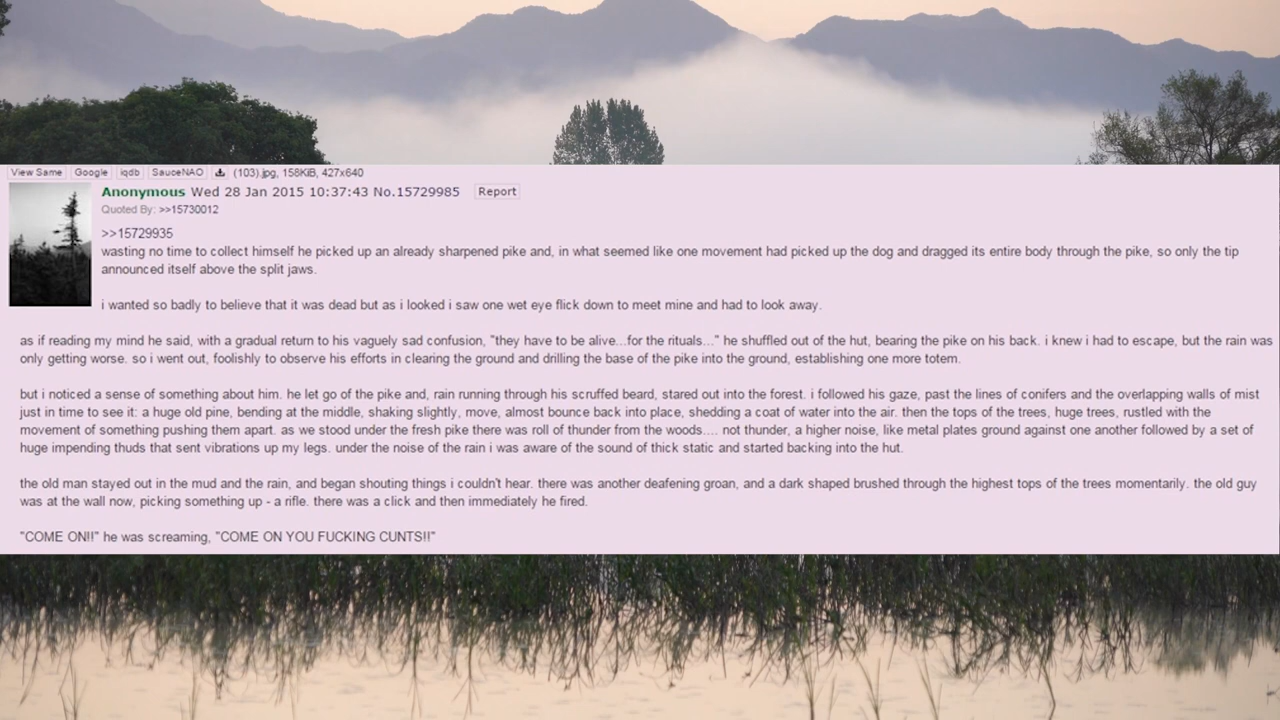 View Same Google iqdb SauceNAO (103).jpg, 158KiB, 427x640
Anonymous Wed 28 Jan 2015 10:37:43 No.15729985 Report
Quoted By: >>15730012
>>15729935
wasting no time to collect himself he picked up an already sharpened pike and, in what seemed like one movement had picked up the dog and dragged its entire body through the pike, so only the tip
announced itself above the split jaws.
i wanted so badly to believe that it was dead but as i looked i saw one wet eye flick down to meet mine and had to look away.
as if reading my mind he said, with a gradual return to his vaguely sad confusion, "they have to be alive...for the rituals..." he shuffled out of the hut, bearing the pike on his back. i knew i had to escape, but the rain was
only getting worse. so i went out, foolishly to observe his efforts in clearing the ground and drilling the base of the pike into the ground, establishing one more totem.
but i noticed a sense of something about him. he let go of the pike and, rain running through his scruffed beard, stared out into the forest. i followed his gaze, past the lines of conifers and the overlapping walls of mist
just in time to see it: a huge old pine, bending at the middle, shaking slightly, move, almost bounce back into place, shedding a coat of water into the air. then the tops of the trees, huge trees, rustled with the
movement of something pushing them apart. as we stood under the fresh pike there was roll of thunder from the woods.... not thunder, a higher noise, like metal plates ground against one another followed by a set of
huge impending thuds that sent vibrations up my legs. under the noise of the rain i was aware of the sound of thick static and started backing into the hut.
the old man stayed out in the mud and the rain, and began shouting things i couldn't hear. there was another deafening groan, and a dark shaped brushed through the highest tops of the trees momentarily. the old guy
was at the wall now, picking something up - a rifle. there was a click and then immediately he fired.
"COME ON!!" he was screaming, "COME ON YOU FUCKING CUNTS!!"